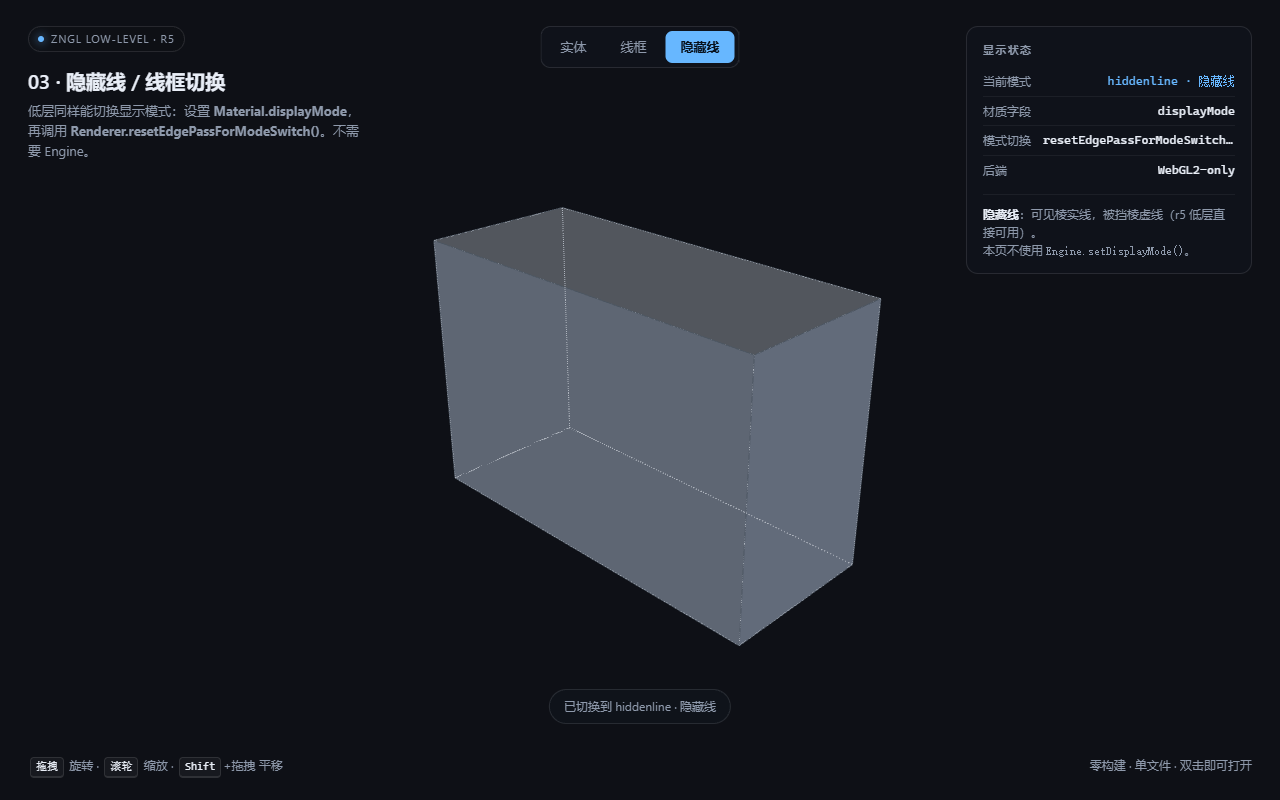 ZNGL LOW-LEVEL · R5
03 · 隐藏线 / 线框切换
低层同样能切换显示模式：设置 Material.displayMode，
再调用 Renderer.resetEdgePassForModeSwitch()。不需
要 Engine。
实体
线框
隐藏线
显示状态
当前模式 hiddenline · 隐藏线
材质字段 displayMode
模式切换 resetEdgePassForModeSwitch…
后端 WebGL2-only
隐藏线：可见棱实线，被挡棱虚线（r5 低层直
接可用）。
本页不使用 Engine.setDisplayMode()。
已切换到 hiddenline · 隐藏线
拖拽 旋转 · 滚轮 缩放 · Shift +拖拽 平移
零构建 · 单文件 · 双击即可打开